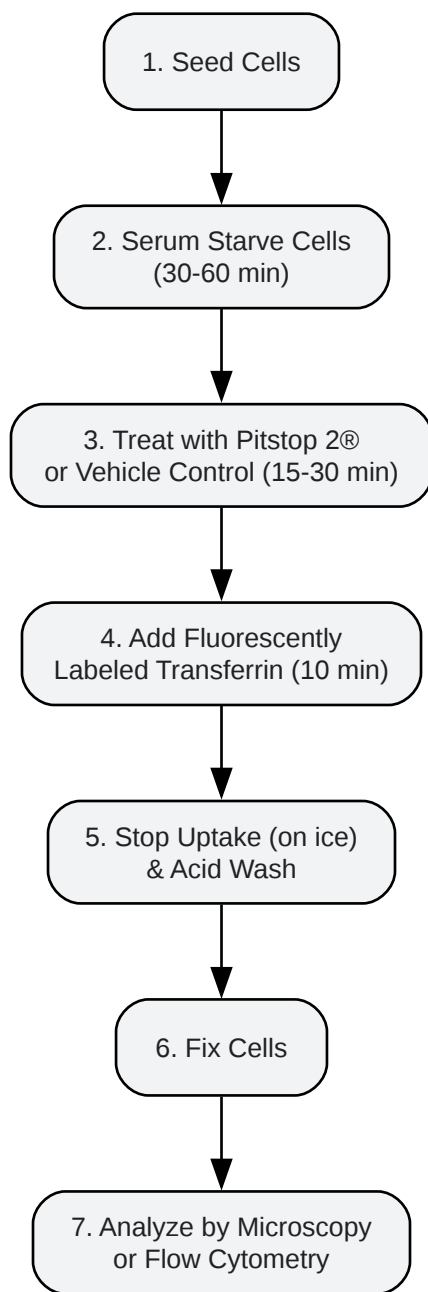 1. Seed Cells
2. Serum Starve Cells
(30-60 min)
3. Treat with Pitstop 2®
or Vehicle Control (15-30 min)
4. Add Fluorescently
Labeled Transferrin (10 min)
5. Stop Uptake (on ice)
& Acid Wash
6. Fix Cells
7. Analyze by Microscopy
or Flow Cytometry